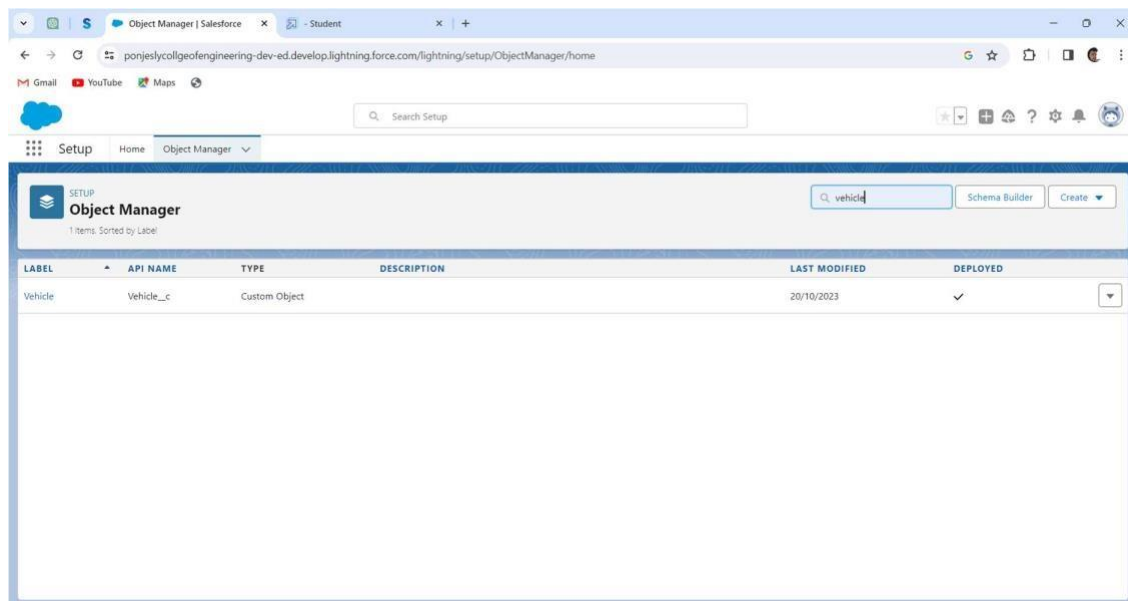 Object Manager | Salesforce
- Student
ponjeslycollgeofengineering-dev-ed.develop.lightning.force.com/lightning/setup/ObjectManager/home
Gmail YouTube Maps
Search Setup
Setup Home Object Manager
SETUP
Object Manager
1 Items. Sorted by Label
vehicle
Schema Builder Create
LABEL API NAME TYPE DESCRIPTION LAST MODIFIED DEPLOYED
Vehicle Vehicle__c Custom Object 20/10/2023